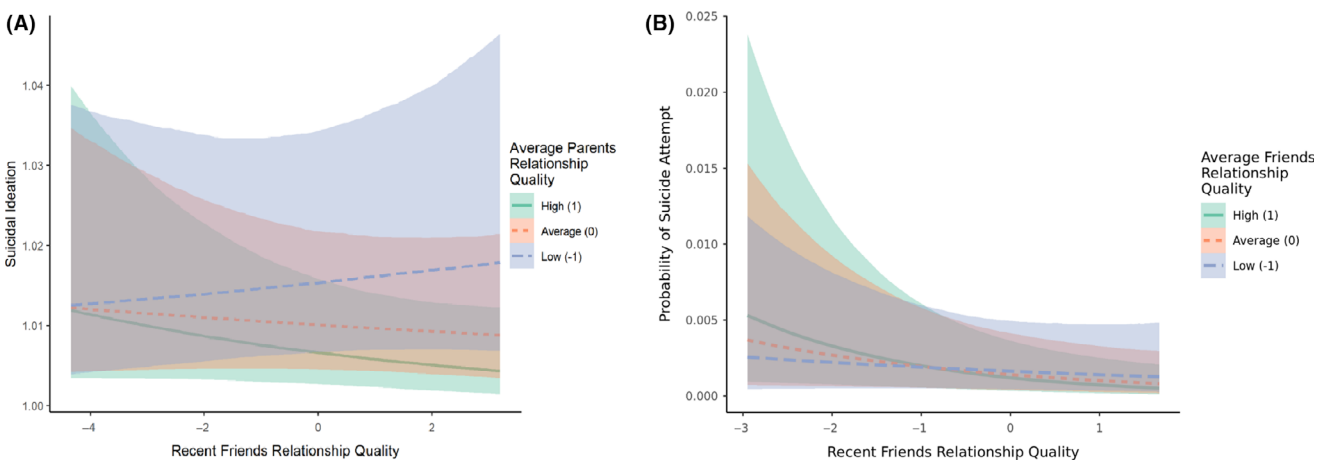 (A)
1.04
1.03
1.02
1.01
1.00
Suicidal Ideation
−4
−2
0
2
Recent Friends Relationship Quality
Average Parents
Relationship
Quality
High (1)
Average (0)
Low (-1)
(B)
0.025
0.020
0.015
0.010
0.005
0.000
Probability of Suicide Attempt
−3
−2
−1
0
1
Recent Friends Relationship Quality
Average Friends
Relationship
Quality
High (1)
Average (0)
Low (-1)